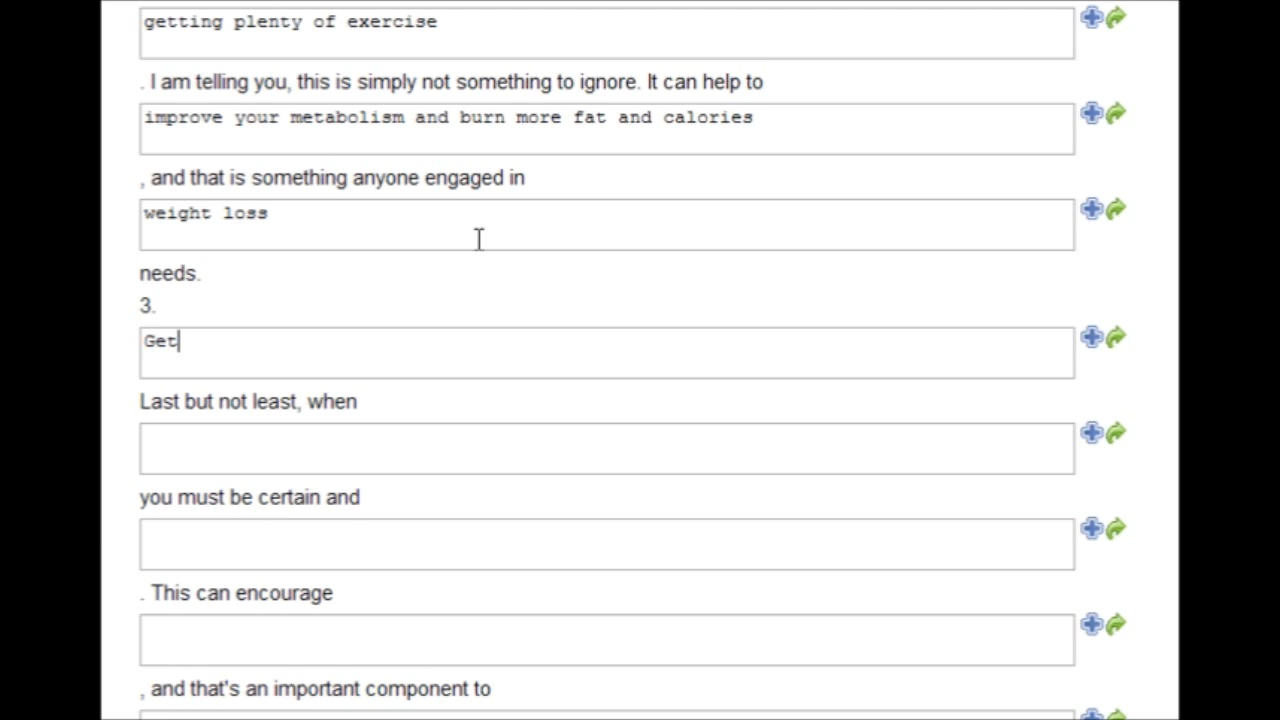 getting plenty of exercise
. I am telling you, this is simply not something to ignore. It can help to
improve your metabolism and burn more fat and calories
, and that is something anyone engaged in
weight loss
needs.
3.
Get
Last but not least, when
you must be certain and
. This can encourage
, and that's an important component to